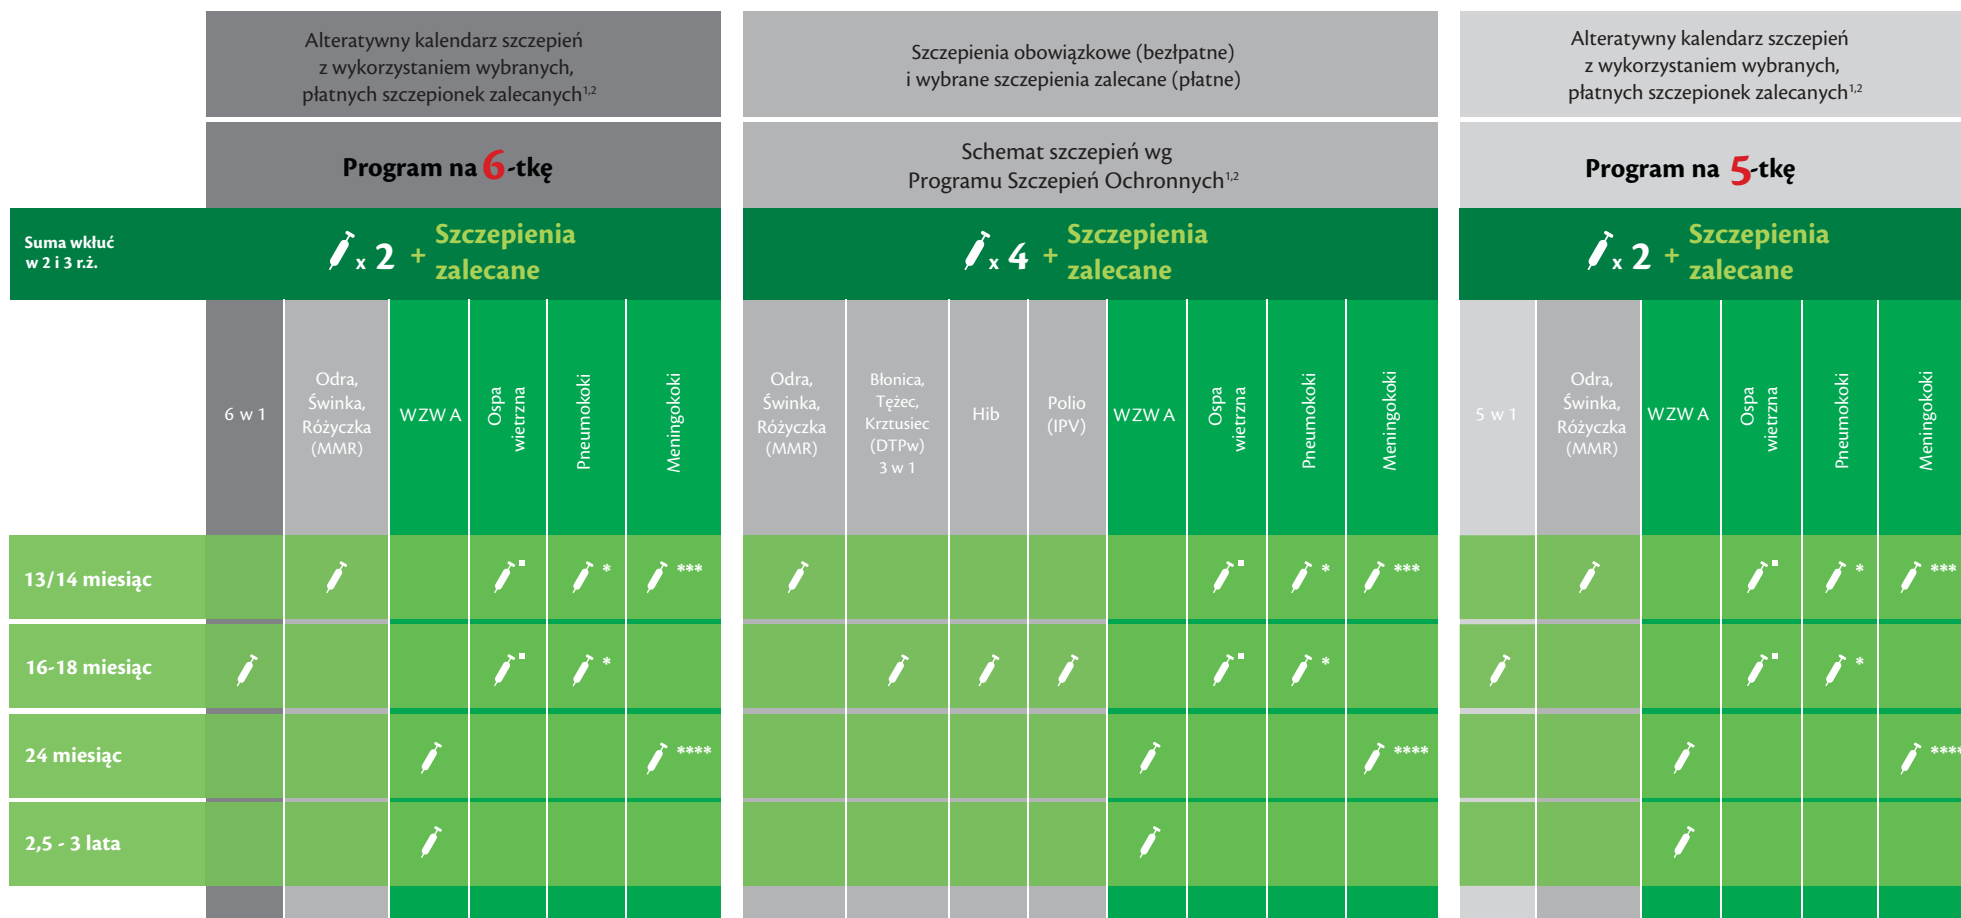 Alteratywny kalendarz szczepień
z wykorzystaniem wybranych,
płatnych szczepionek zalecanych1,2
Szczepienia obowiązkowe (bezłpatne)
i wybrane szczepienia zalecane (płatne)
Alteratywny kalendarz szczepień
z wykorzystaniem wybranych,
płatnych szczepionek zalecanych1,2
Program na 6-tkę
Schemat szczepień wg
Programu Szczepień Ochronnych1,2
Program na 5-tkę
Suma wkłuć
w 2 i 3 r.ż.
x 2 + Szczepienia
zalecane
x 4 + Szczepienia
zalecane
x 2 + Szczepienia
zalecane
6 w 1
Odra,
Świnka,
Różyczka
(MMR)
WZW A
Ospa
wietrzna
Pneumokoki
Meningokoki
Odra,
Świnka,
Różyczka
(MMR)
Błonica,
Tężec,
Krztusiec
(DTPw)
3 w 1
Hib
Polio
(IPV)
WZW A
Ospa
wietrzna
Pneumokoki
Meningokoki
5 w 1
Odra,
Świnka,
Różyczka
(MMR)
WZW A
Ospa
wietrzna
Pneumokoki
Meningokoki
13/14 miesiąc
* *** * *** * ***
16-18 miesiąc
* * *
24 miesiąc
**** **** ****
2,5 - 3 lata